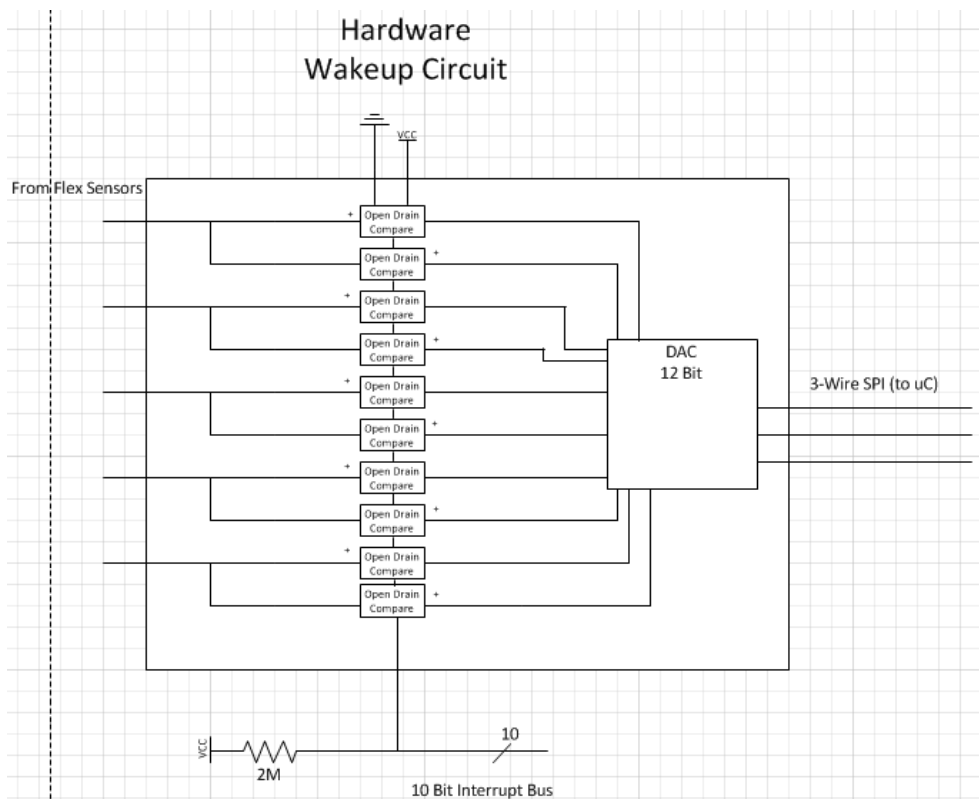 Hardware
Wakeup Circuit
VCC
From Flex Sensors
+
Open Drain
Compare
+
Open Drain
Compare
+
Open Drain
Compare
+
Open Drain
Compare
DAC
12 Bit
3-Wire SPI (to uC)
+
Open Drain
Compare
+
Open Drain
Compare
+
Open Drain
Compare
+
Open Drain
Compare
+
Open Drain
Compare
+
Open Drain
Compare
VCC
2M
10
10 Bit Interrupt Bus